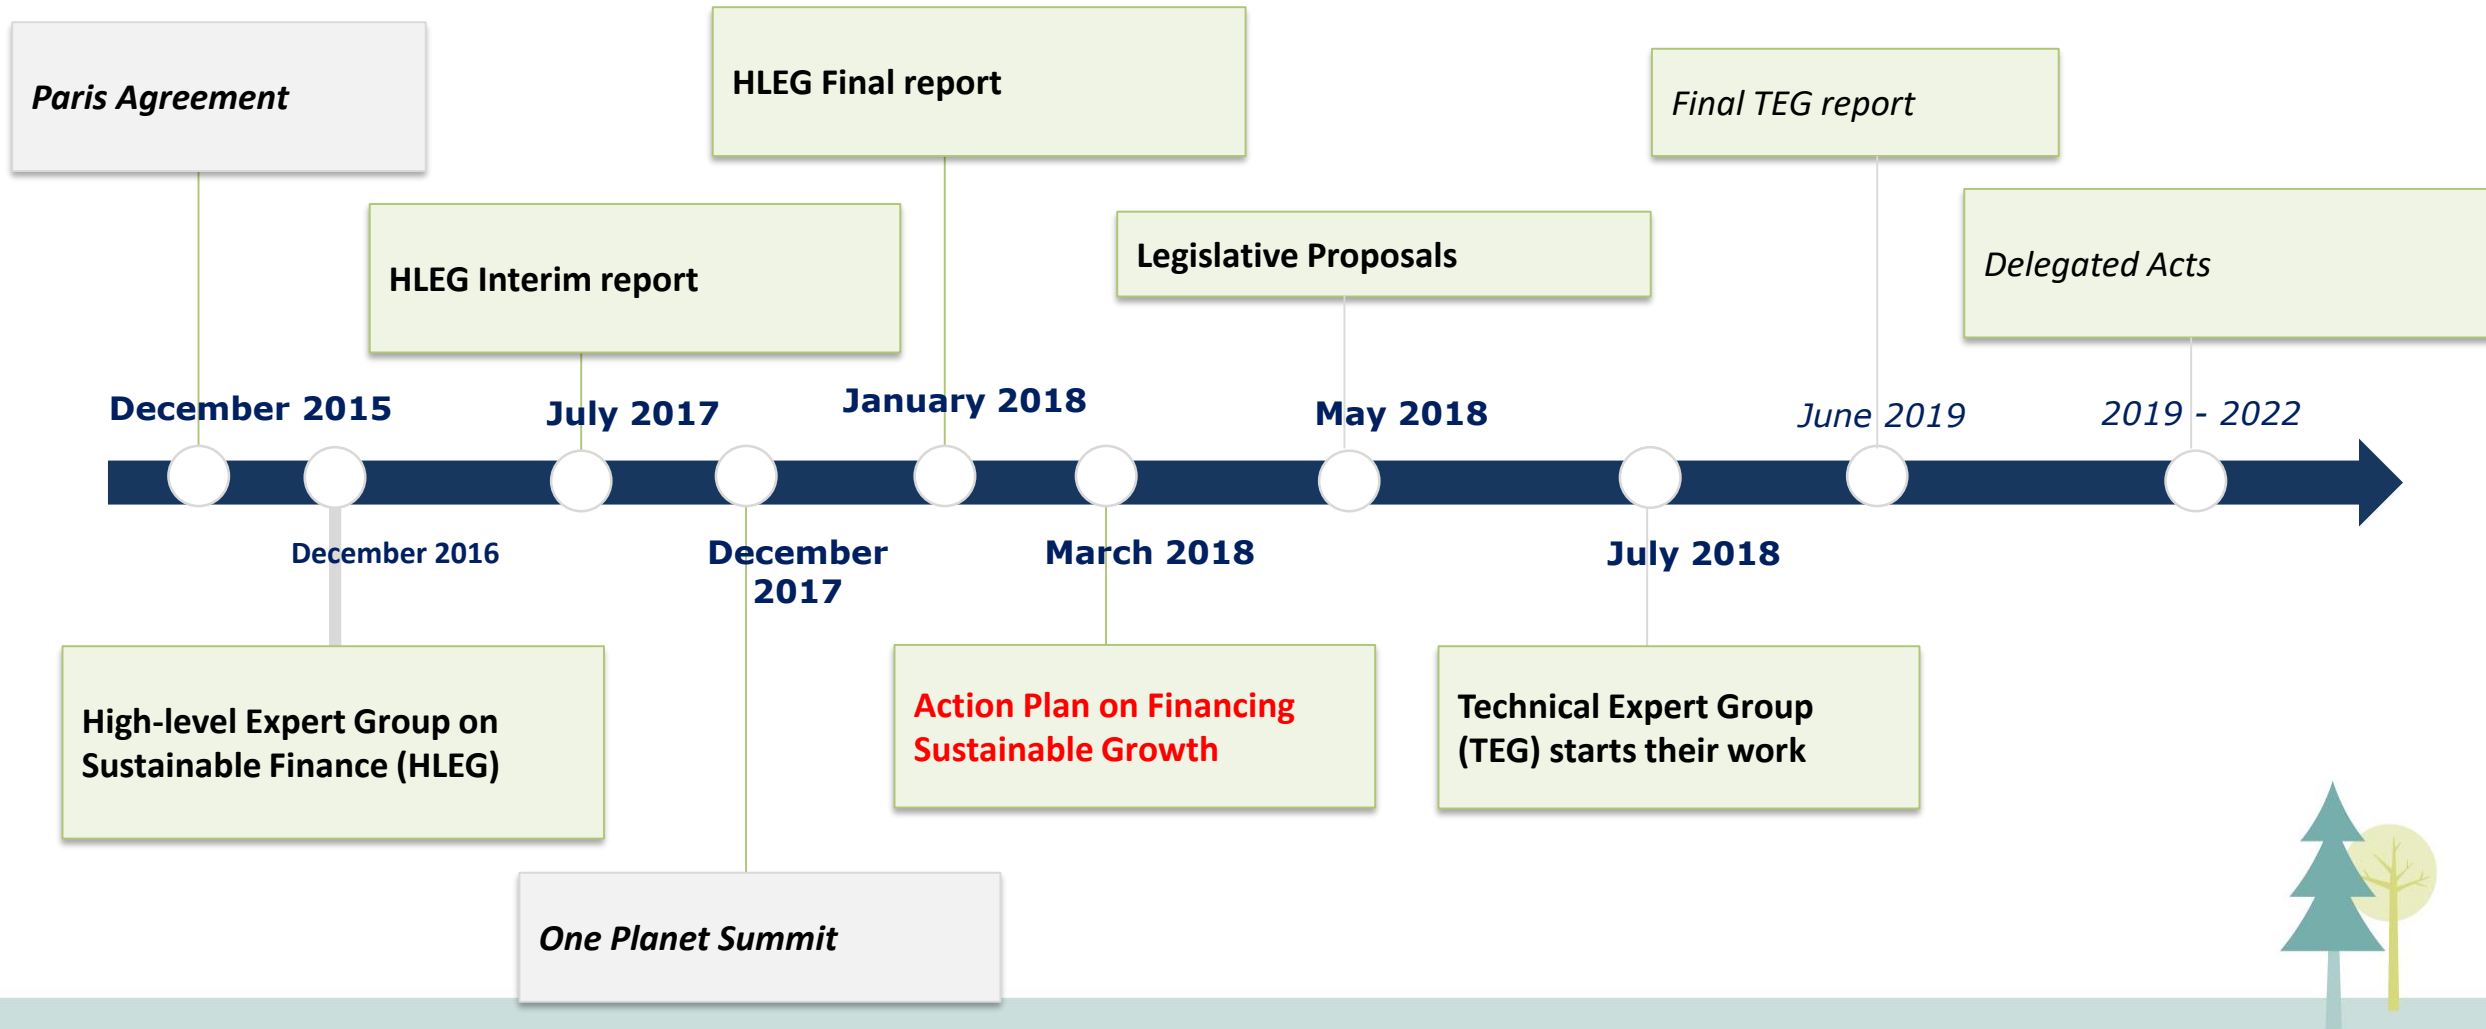 Paris Agreement
HLEG Final report
Final TEG report
HLEG Interim report
Legislative Proposals
Delegated Acts
December 2015
July 2017
January 2018
May 2018
June 2019
2019 - 2022
December 2016
December
2017
March 2018
July 2018
High-level Expert Group on
Sustainable Finance (HLEG)
Action Plan on Financing
Sustainable Growth
Technical Expert Group
(TEG) starts their work
One Planet Summit